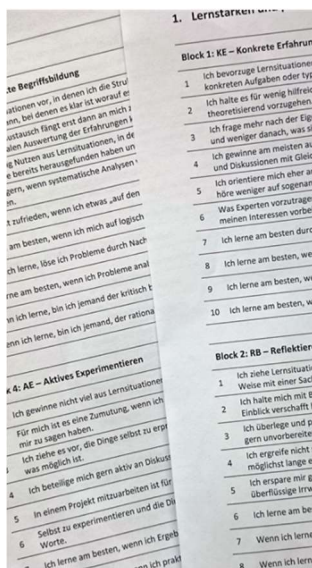 te Begriffsbildung
ationen vor, in denen ich die Stru
nn, bei denen es klar ist worauf e
ustausch fängt erst dann an mich z
alen Auswertung der Erfahrungen k
g Nutzen aus Lernsituationen, in de
e bereits herausgefunden haben un
gern, wenn systematische Analysen
en.
t zufrieden, wenn ich etwas „auf den
am besten, wenn ich mich auf logisch
ch lerne, löse ich Probleme durch Nach
rne am besten, wenn ich Probleme anal
nn ich lerne, bin ich jemand der kritisch b
enn ich lerne, bin ich jemand, der rationa
k 4: AE – Aktives Experimentieren
Ich gewinne nicht viel aus Lernsituationen
Für mich ist es eine Zumutung, wenn ich
mir zu sagen haben.
Ich ziehe es vor, die Dinge selbst zu erpr
was möglich ist.
4 Ich beteilige mich gern aktiv an Diskuss
5 In einem Projekt mitzuarbeiten ist für
6 Selbst zu experimentieren und die Di
Worte.
Ich lerne am besten, wenn ich Ergeb
nn ich prakt
1. Lernstärken
Block 1: KE – Konkrete Erfahrun
1 Ich bevorzuge Lernsituatione
konkreten Aufgaben oder typ
2 Ich halte es für wenig hilfreic
theoretisierend vorzugehen.
3 Ich frage mehr nach der Eig
und weniger danach, was si
4 Ich gewinne am meisten au
und Diskussionen mit Gleic
5 Ich orientiere mich eher a
höre weniger auf sogenan
6 Was Experten vorzutrage
meinen Interessen vorbe
7 Ich lerne am besten durc
8 Ich lerne am besten, we
9 Ich lerne am besten, w
10 Ich lerne am besten, w
Block 2: RB – Reflektier
1 Ich ziehe Lernsituati
Weise mit einer Sac
2 Ich halte mich mit E
Einblick verschafft
3 Ich überlege und p
gern unvorbereite
4 Ich ergreife nicht
möglichst lange e
5 Ich erspare mir g
überflüssige Irrw
6 Ich lerne am be
7 Wenn ich lerne
8 Wenn ich lern